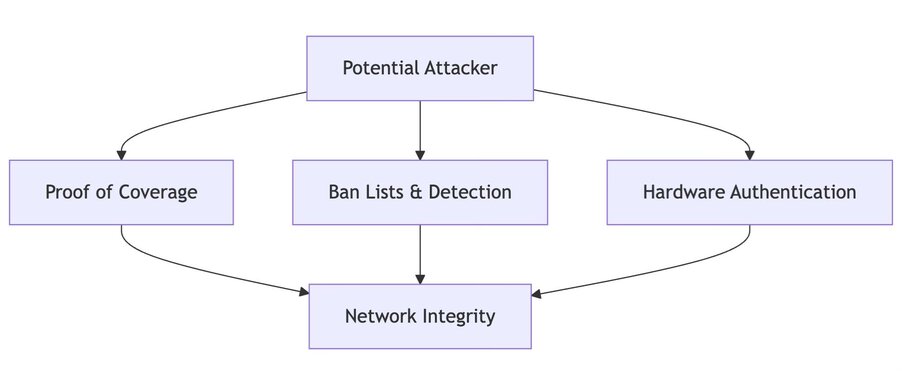 Potential Attacker
Proof of Coverage
Ban Lists & Detection
Hardware Authentication
Network Integrity